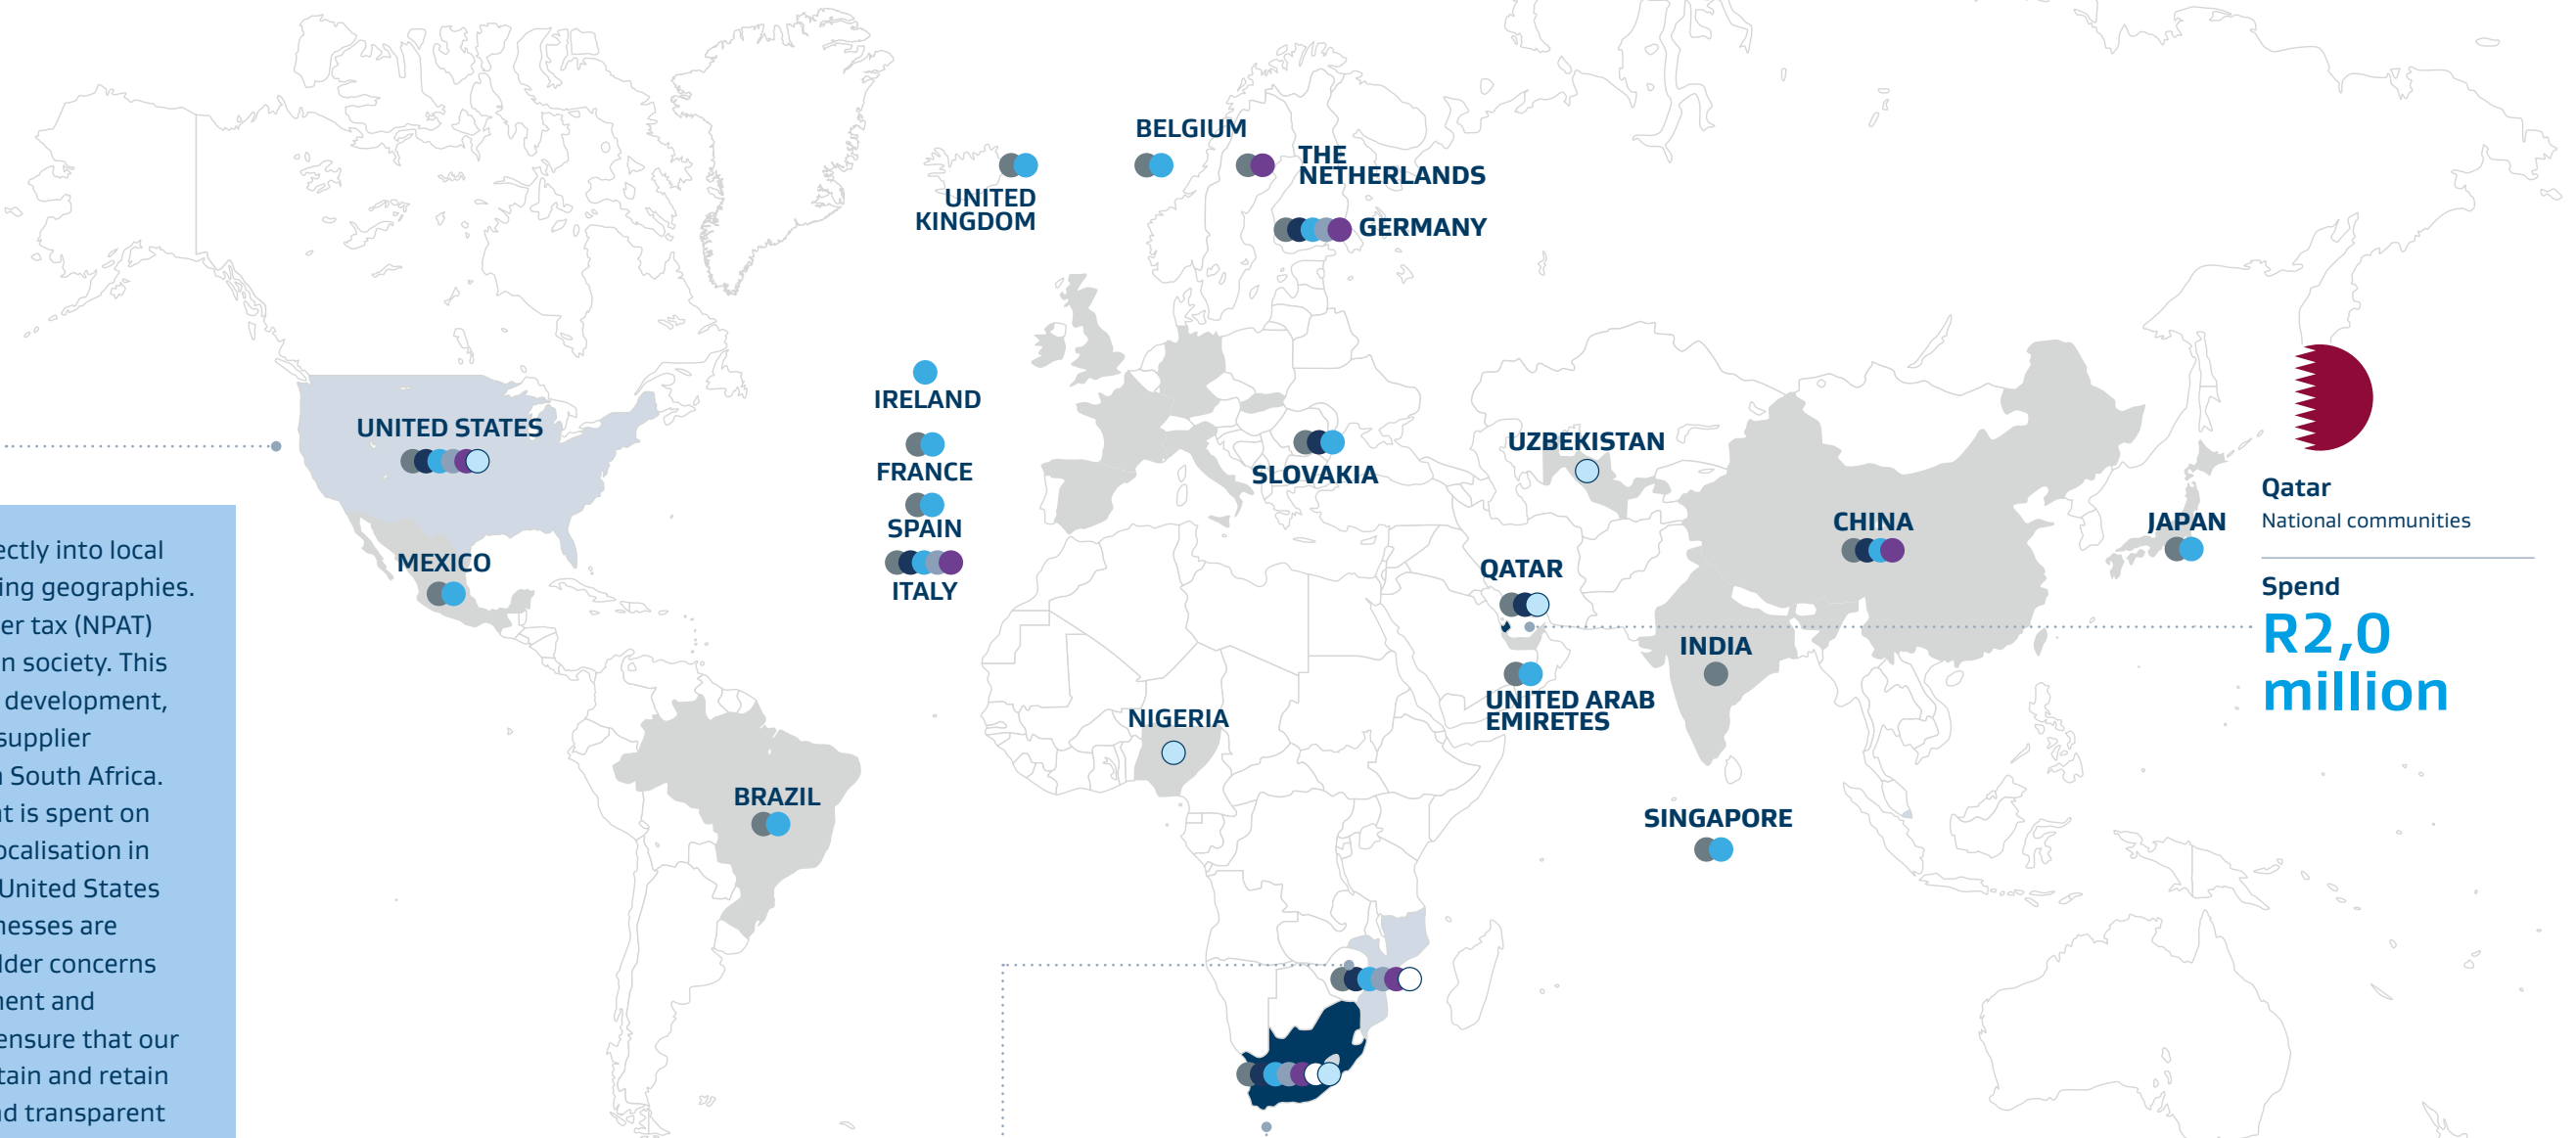 BELGIUM
THE
NETHERLANDS
UNITED
KINGDOM
GERMANY
IRELAND
UNITED STATES
FRANCE
SLOVAKIA
UZBEKISTAN
SPAIN
CHINA
JAPAN
MEXICO
ITALY
QATAR
INDIA
UNITED ARAB
EMIRETES
NIGERIA
BRAZIL
SINGAPORE
Qatar
National communities
Spend
R2,0
million
ectly into local
ing geographies.
er tax (NPAT)
n society. This
development,
supplier
South Africa.
t is spent on
ocalisation in
United States
nesses are
lder concerns
ment and
ensure that our
tain and retain
d transparent